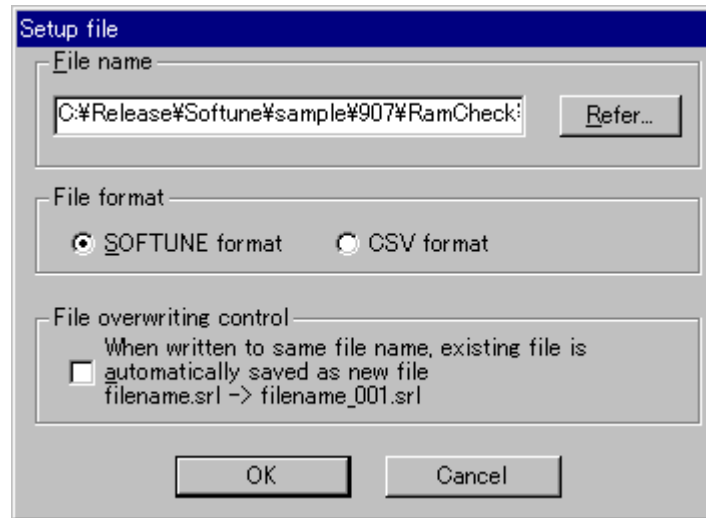 Setup file
File name
C:¥Release¥Softune¥sample¥907¥RamCheck
Refer...
File format
SOFTUNE format
CSV format
File overwriting control
When written to same file name, existing file is
automatically saved as new file
filename.srl -> filename_001.srl
OK
Cancel